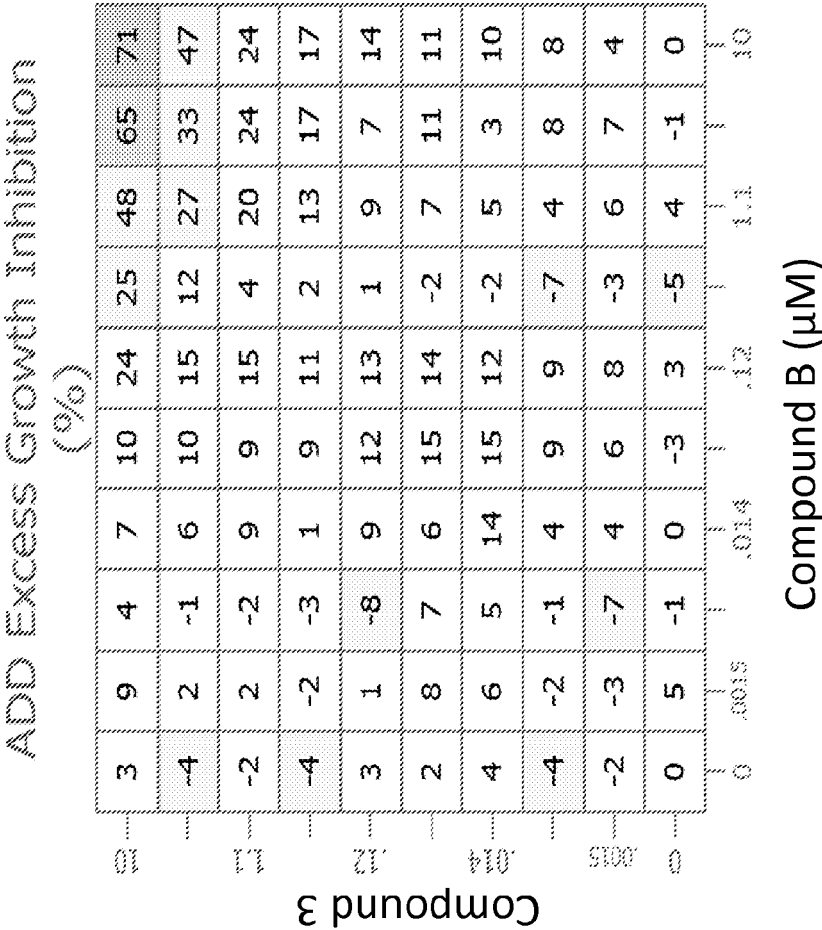 ADD Excess Growth Inhibition
(%)
10 3 9 4 7 10 24 25 48 65 71
-4 2 -1 6 10 15 12 27 33 47
1.1 -2 2 -2 9 9 15 4 20 24 24
-4 -2 -3 1 9 11 2 13 17 17
.12 3 1 -8 9 12 13 1 9 7 14
2 8 7 6 15 14 -2 7 11 11
.014 4 6 5 14 15 12 -2 5 3 10
-4 -2 -1 4 9 9 -7 4 8 8
.0015 -2 -3 -7 4 6 8 -3 6 7 4
0 0 5 -1 0 -3 3 -5 4 -1 0
0 .0015 .014 .12 1.1 10
Compound B (µM)
Compound 3